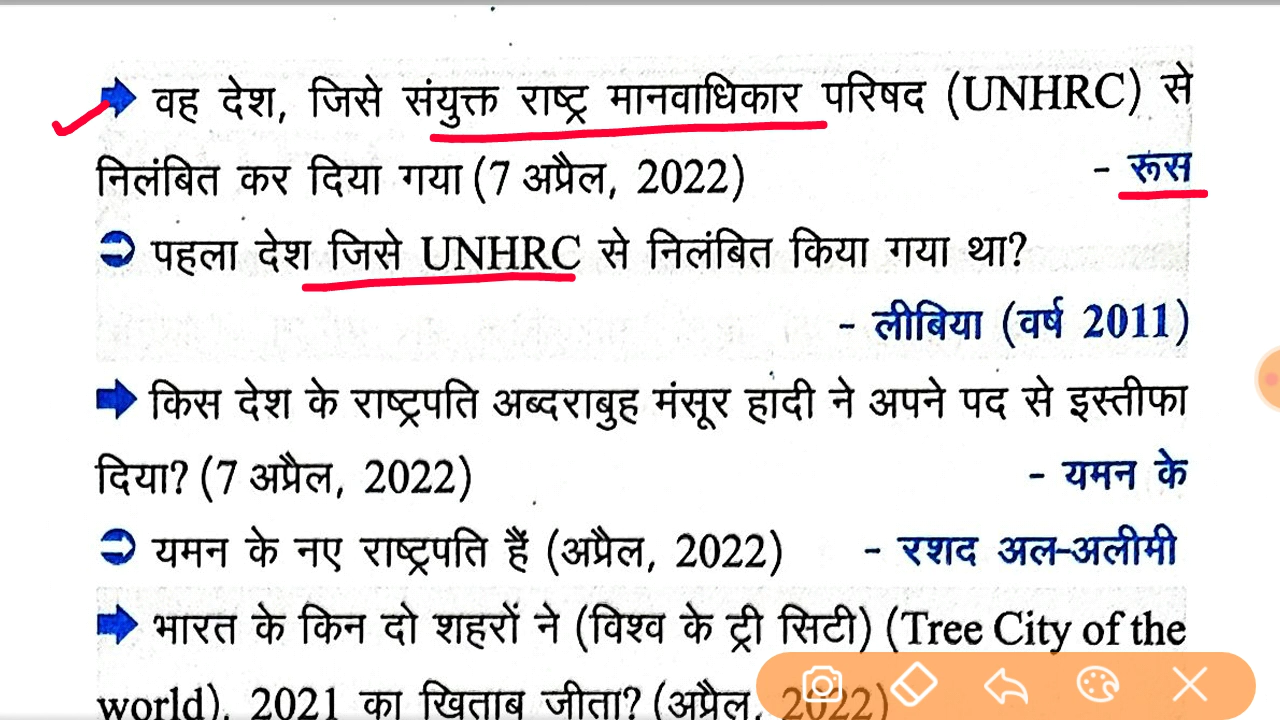 ➡ वह देश, जिसे संयुक्त राष्ट्र मानवाधिकार परिषद (UNHRC) से
निलंबित कर दिया गया (7 अप्रैल, 2022) - रूस
⊃ पहला देश जिसे UNHRC से निलंबित किया गया था?
- लीबिया (वर्ष 2011)
➡ किस देश के राष्ट्रपति अब्दराबुह मंसूर हादी ने अपने पद से इस्तीफा
दिया? (7 अप्रैल, 2022) - यमन के
⊃ यमन के नए राष्ट्रपति हैं (अप्रैल, 2022) - रशद अल-अलीमी
➡ भारत के किन दो शहरों ने (विश्व के ट्री सिटी) (Tree City of the
world), 2021 का खिताब जीता? (अप्रैल, 2022)